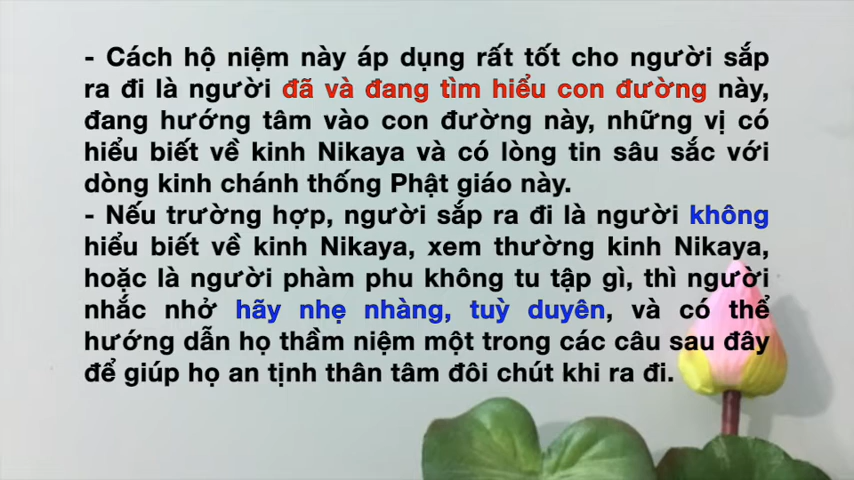 - Cách hộ niệm này áp dụng rất tốt cho người sắp
ra đi là người đã và đang tìm hiểu con đường này,
đang hướng tâm vào con đường này, những vị có
hiểu biết về kinh Nikaya và có lòng tin sâu sắc với
dòng kinh chánh thống Phật giáo này.
- Nếu trường hợp, người sắp ra đi là người không
hiểu biết về kinh Nikaya, xem thường kinh Nikaya,
hoặc là người phàm phu không tu tập gì, thì người
nhắc nhở hãy nhẹ nhàng, tuỳ duyên, và có thể
hướng dẫn họ thầm niệm một trong các câu sau đây
để giúp họ an tịnh thân tâm đôi chút khi ra đi.